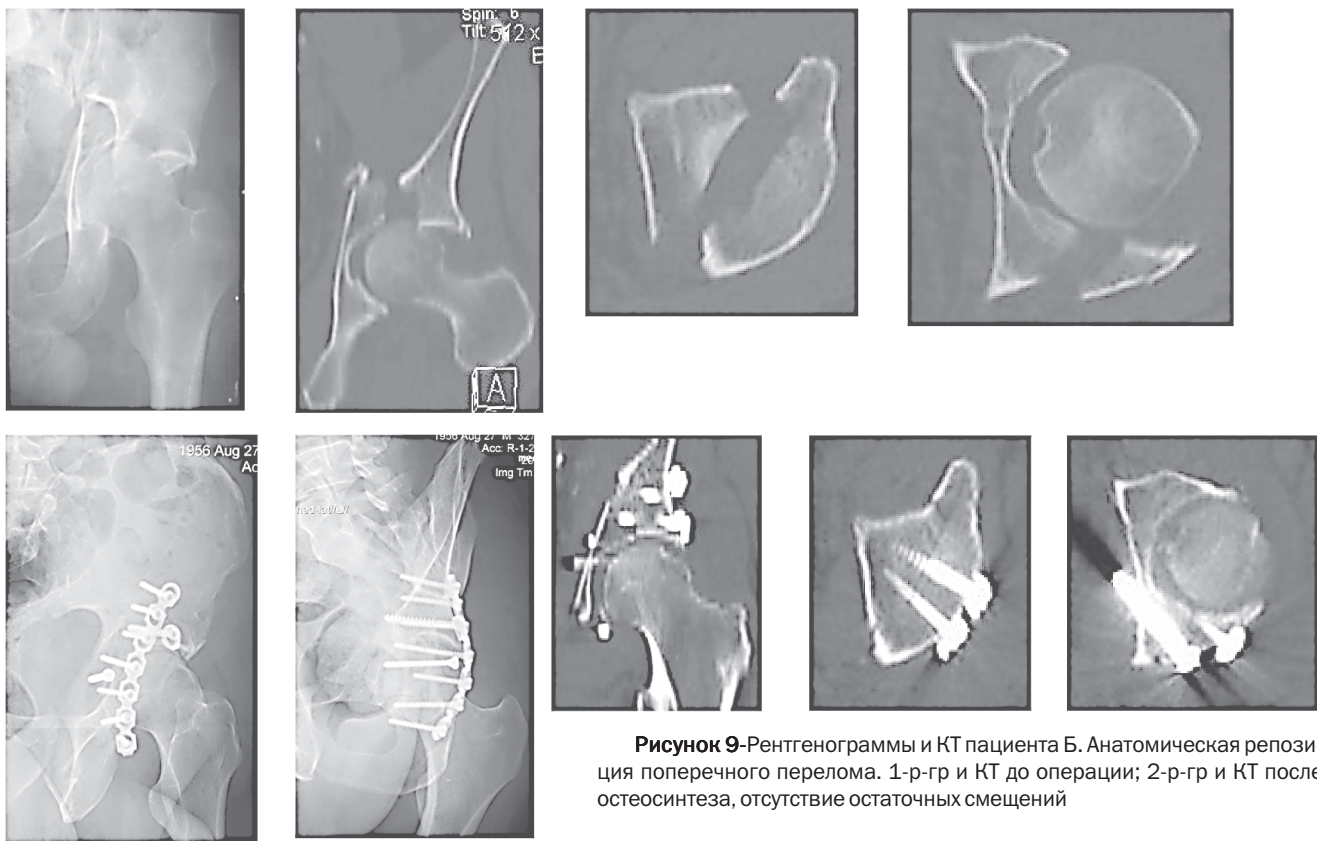 Spin: 6
Tilt: 512 x
E
A
1956 Aug 27
Ac
1956 Aug 27 M 327
Acc: R-1-2
Img Tm
Рисунок 9-Рентгенограммы и КТ пациента Б. Анатомическая репози-
ция поперечного перелома. 1-р-гр и КТ до операции; 2-р-гр и КТ после
остеосинтеза, отсутствие остаточных смещений